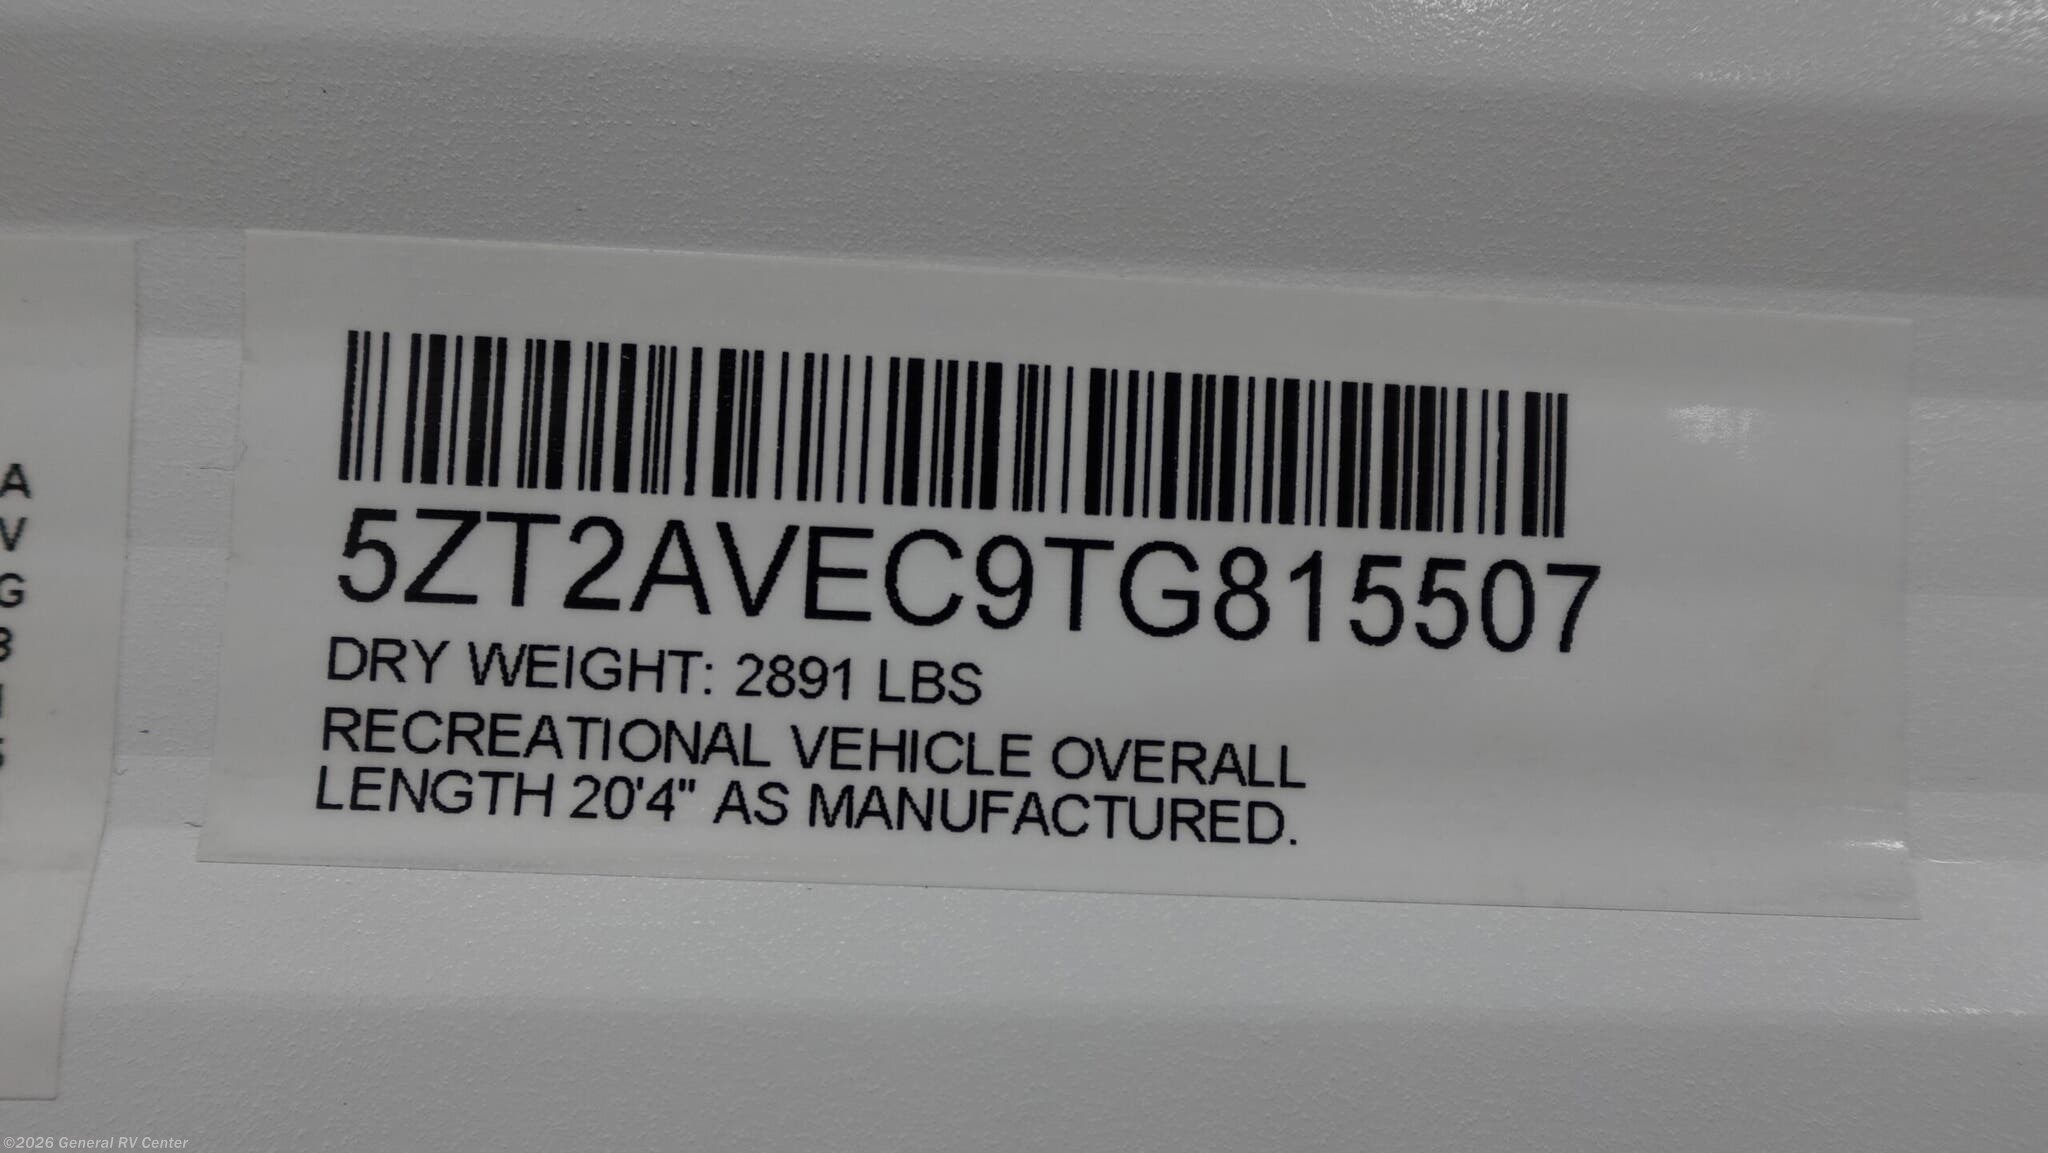 5ZT2AVEC9TG815507
DRY WEIGHT: 2891 LBS
RECREATIONAL VEHICLE OVERALL
LENGTH 20'4" AS MANUFACTURED.
A
V
G
©2026 General RV Center